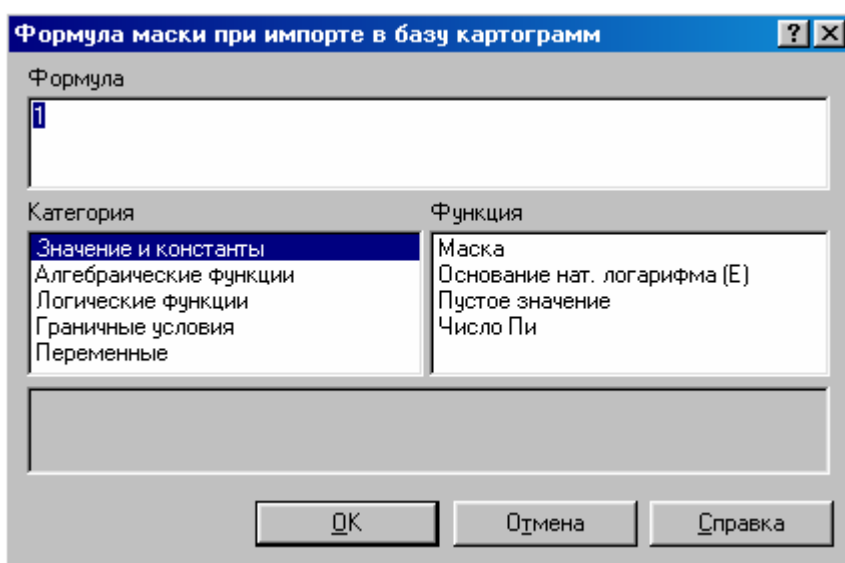 Формула маски при импорте в базу картограмм
Формула
1
Категория
Функция
Значение и константы
Алгебраические функции
Логические функции
Граничные условия
Переменные
Маска
Основание нат. логарифма (E)
Пустое значение
Число Пи
OK
Отмена
Справка